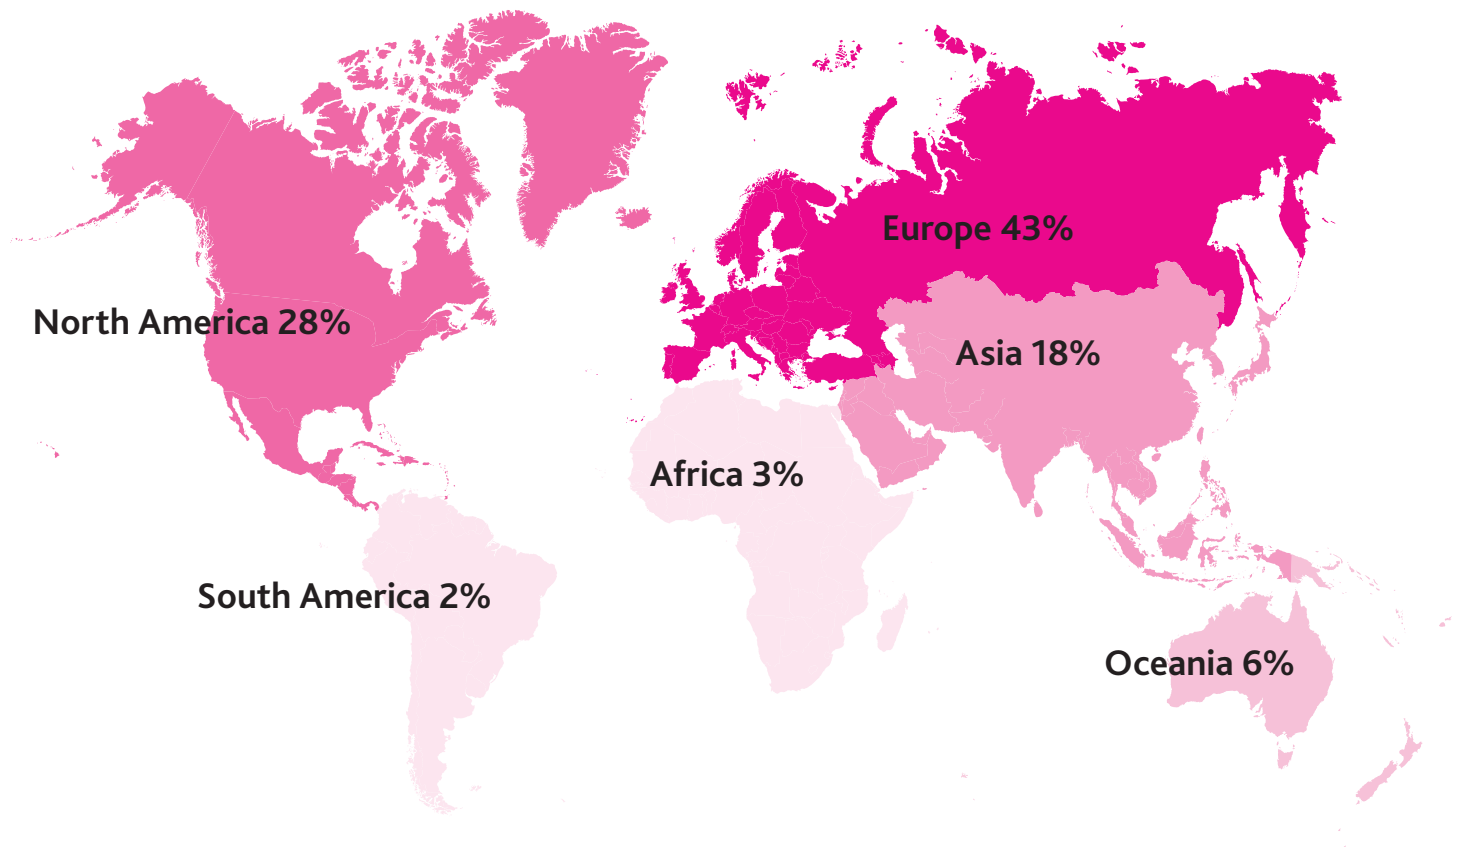 Europe 43%
North America 28%
Asia 18%
Africa 3%
South America 2%
Oceania 6%